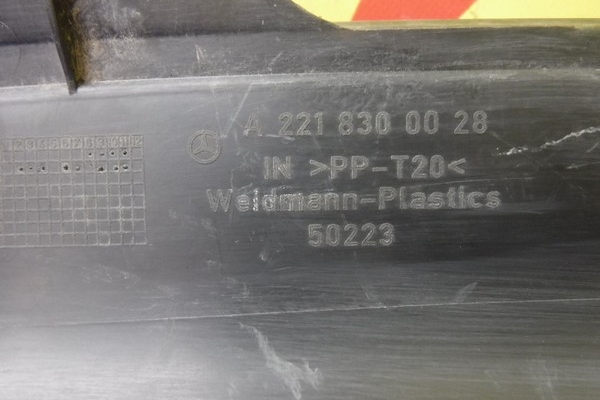 A 221 830 00 28
IN >PP-T20<
Weidmann-Plastics
50223